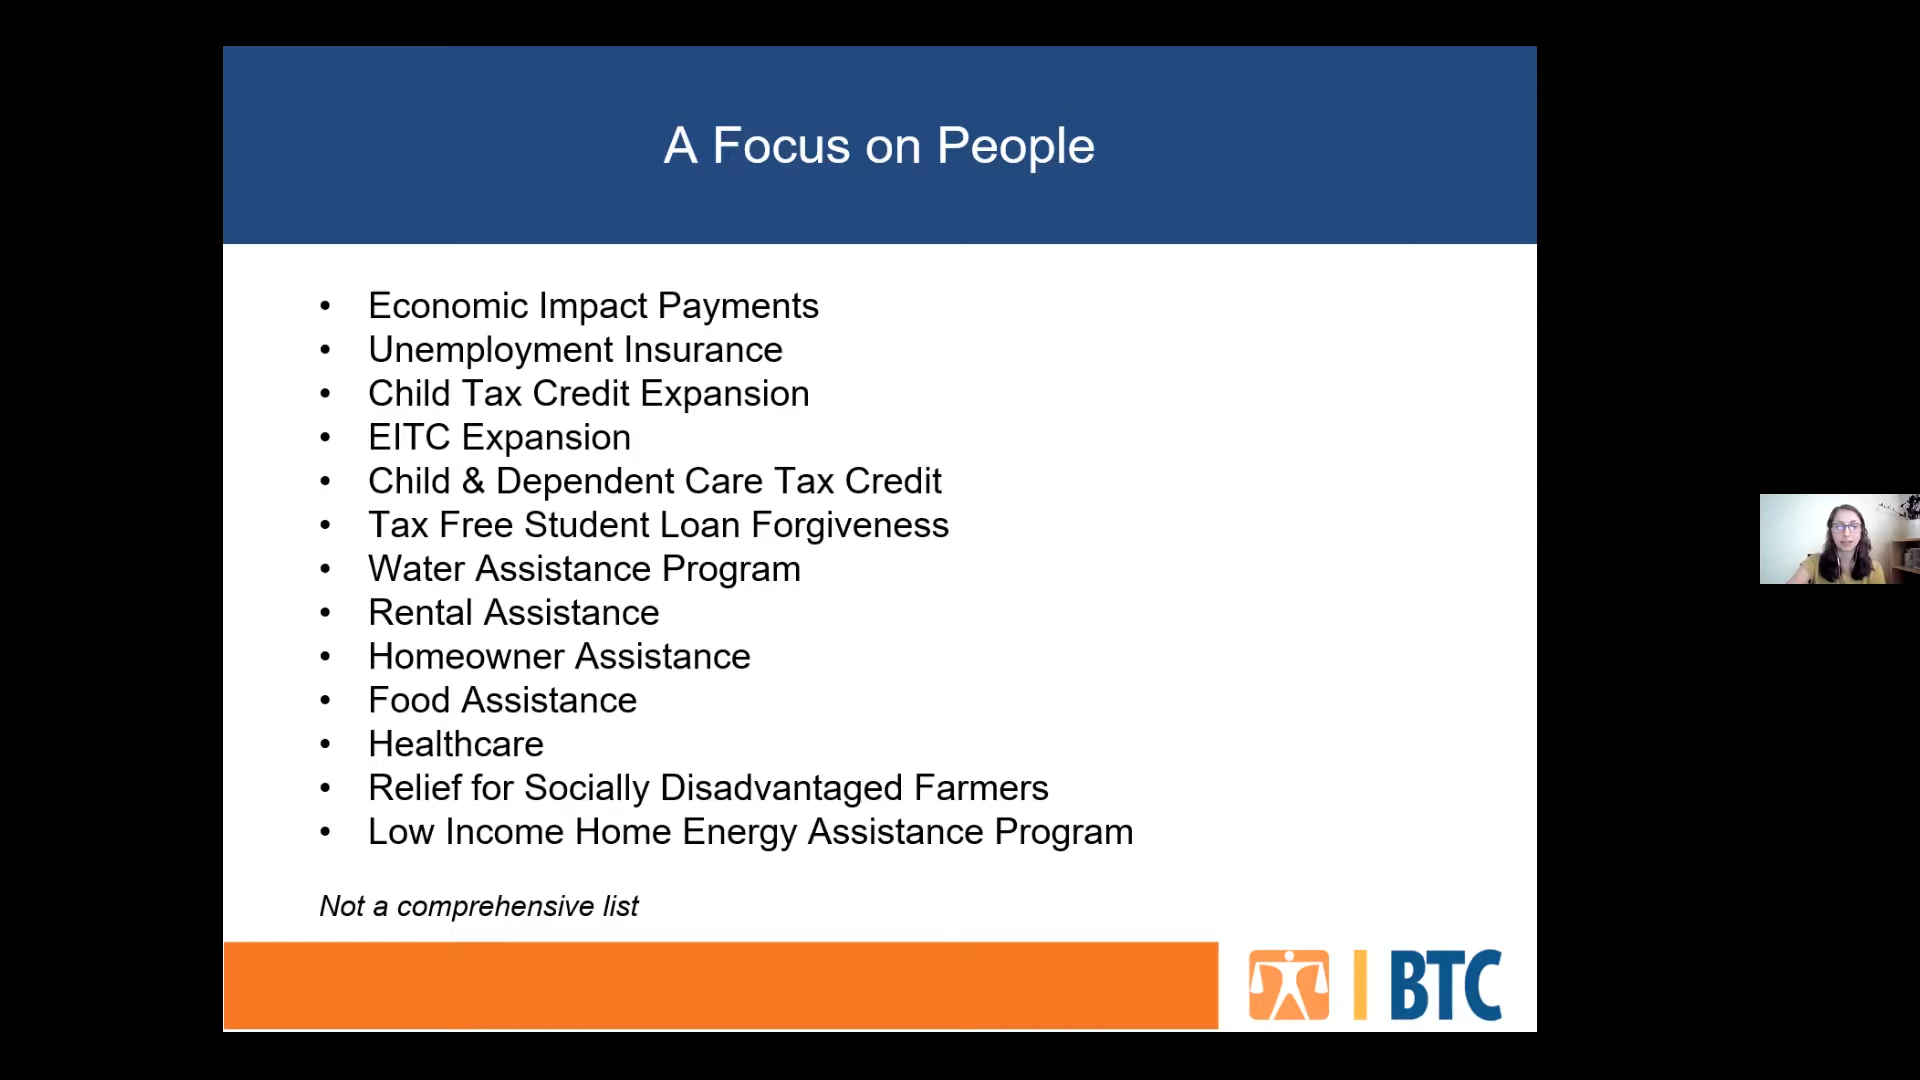 A Focus on People
• Economic Impact Payments
• Unemployment Insurance
• Child Tax Credit Expansion
• EITC Expansion
• Child & Dependent Care Tax Credit
• Tax Free Student Loan Forgiveness
• Water Assistance Program
• Rental Assistance
• Homeowner Assistance
• Food Assistance
• Healthcare
• Relief for Socially Disadvantaged Farmers
• Low Income Home Energy Assistance Program
Not a comprehensive list
BTC